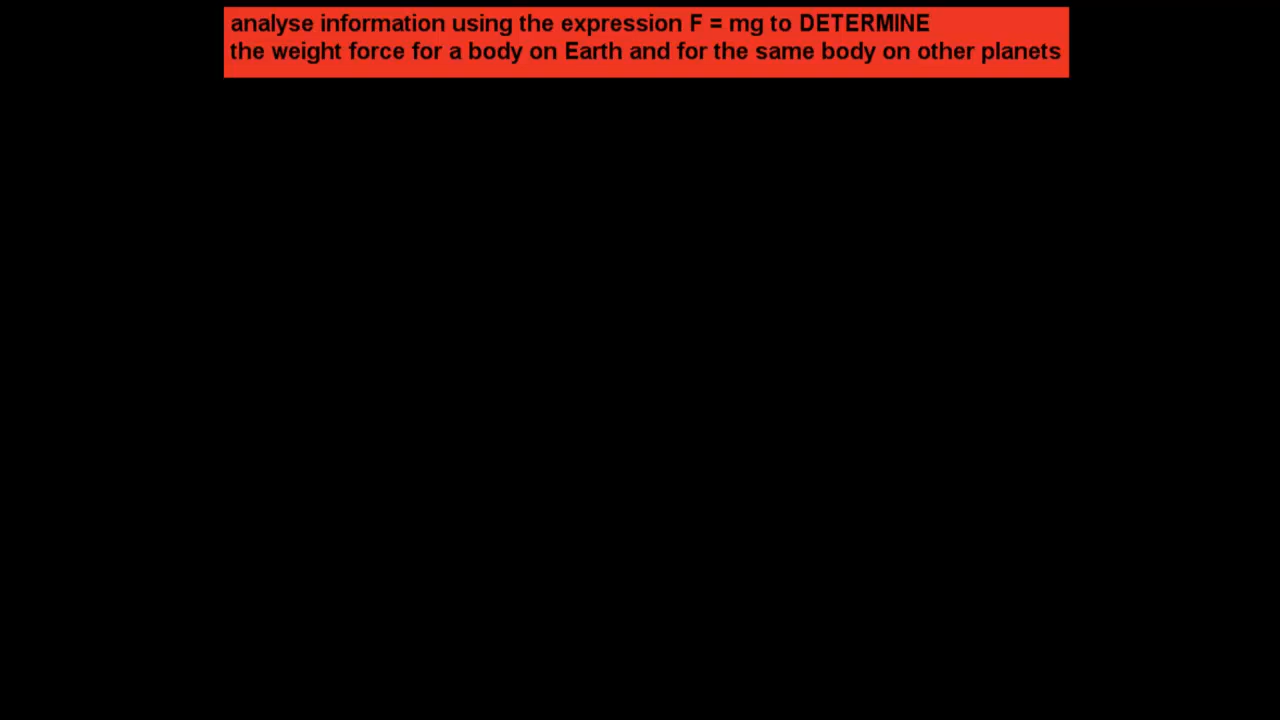 analyse information using the expression F = mg to DETERMINE
the weight force for a body on Earth and for the same body on other planets